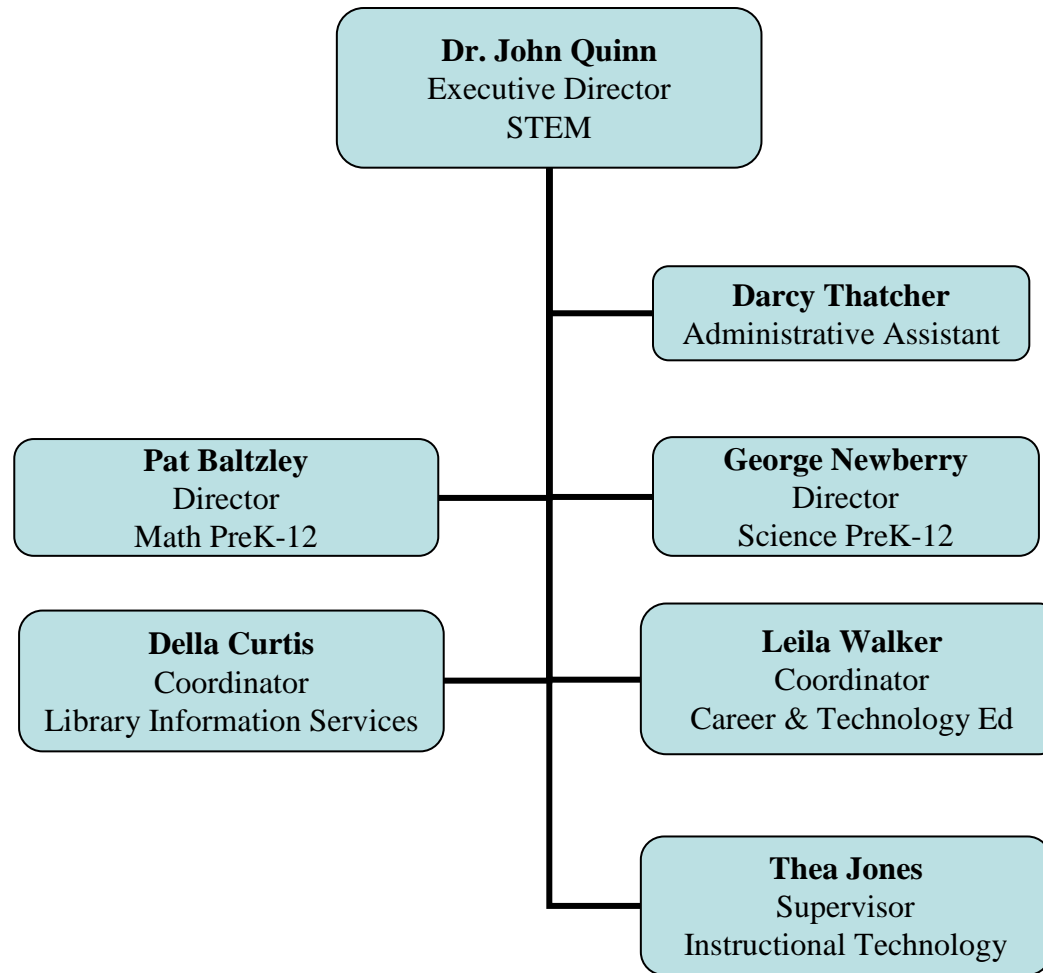 Dr. John Quinn
Executive Director
STEM
Darcy Thatcher
Administrative Assistant
Pat Baltzley
Director
Math PreK-12
George Newberry
Director
Science PreK-12
Della Curtis
Coordinator
Library Information Services
Leila Walker
Coordinator
Career & Technology Ed
Thea Jones
Supervisor
Instructional Technology